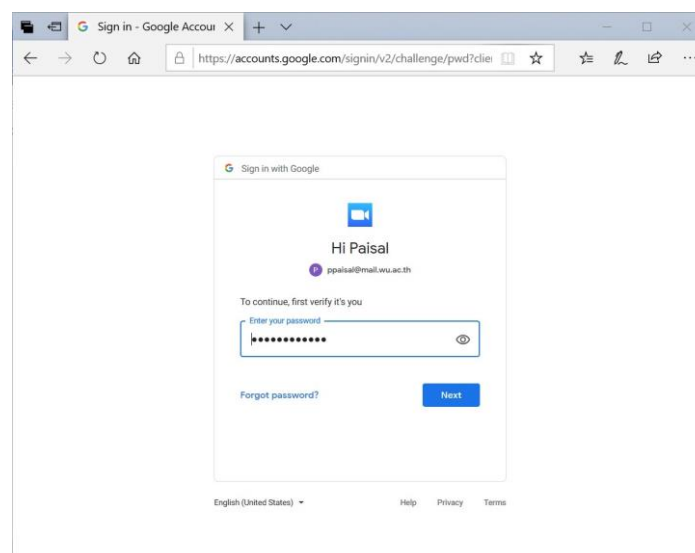 Sign in - Google Accou
https://accounts.google.com/signin/v2/challenge/pwd?clie
Sign in with Google
Hi Paisal
P ppaisal@mail.wu.ac.th
To continue, first verify it's you
Enter your password
••••••••••••
Forgot password?
Next
English (United States)
Help Privacy Terms